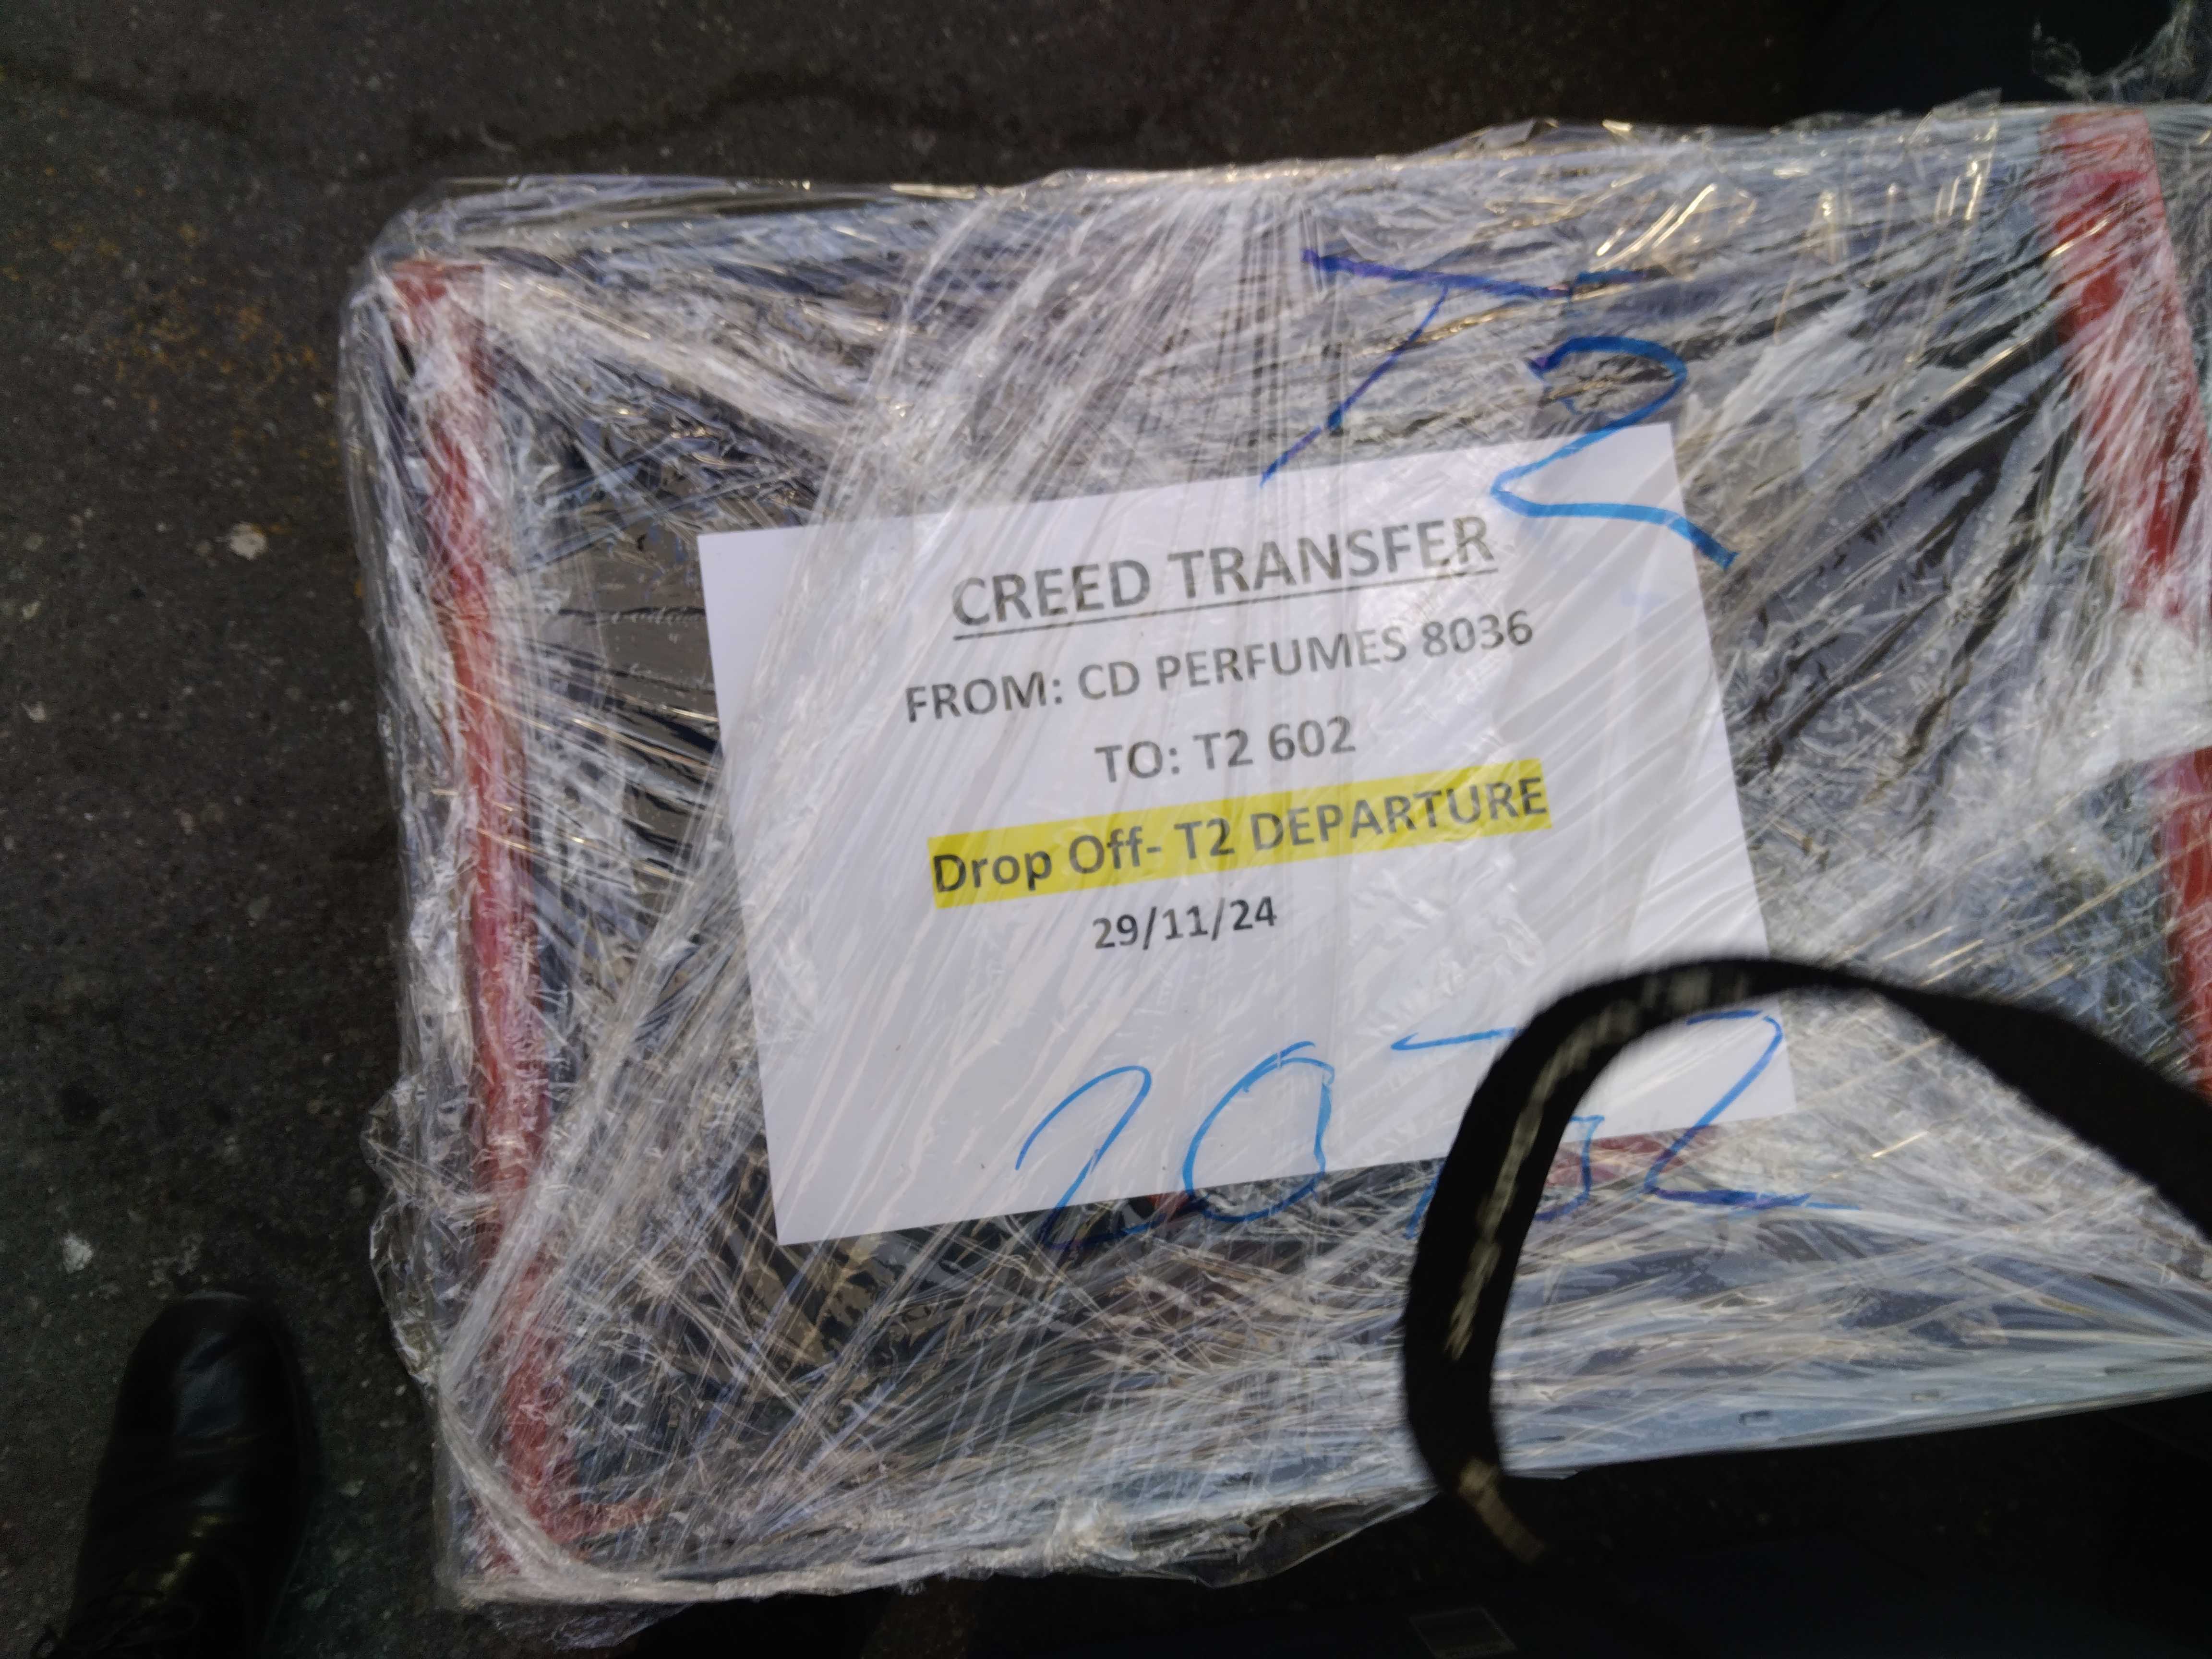 T2
CREED TRANSFER
FROM: CD PERFUMES 8036
TO: T2 602
Drop Off- T2 DEPARTURE
29/11/24